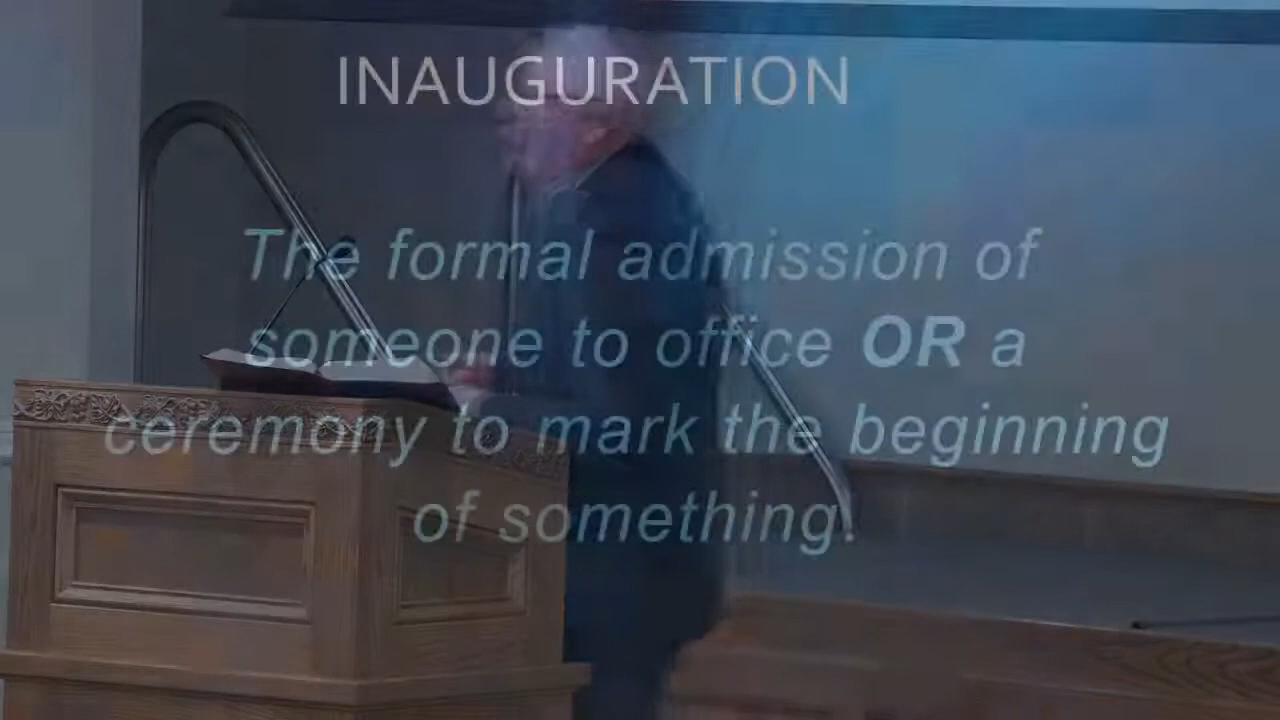 INAUGURATION
The formal admission of
someone to office OR a
ceremony to mark the beginning
of something.